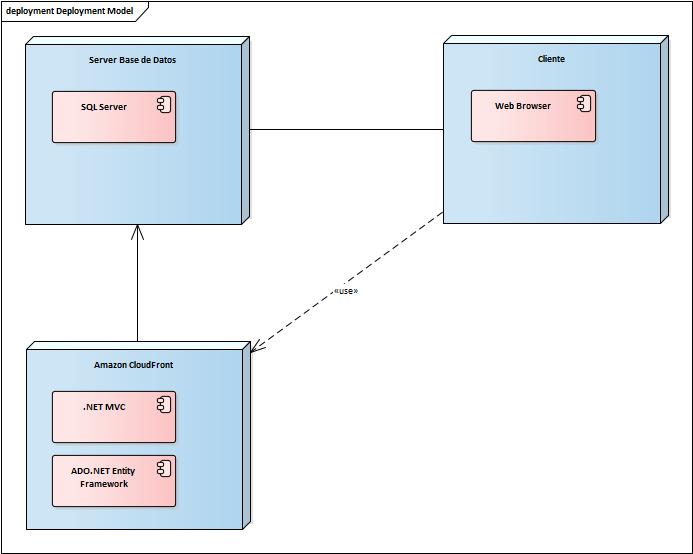 deployment Deployment Model
Server Base de Datos
SQL Server
Cliente
Web Browser
«use»
Amazon CloudFront
.NET MVC
ADO.NET Entity
Framework